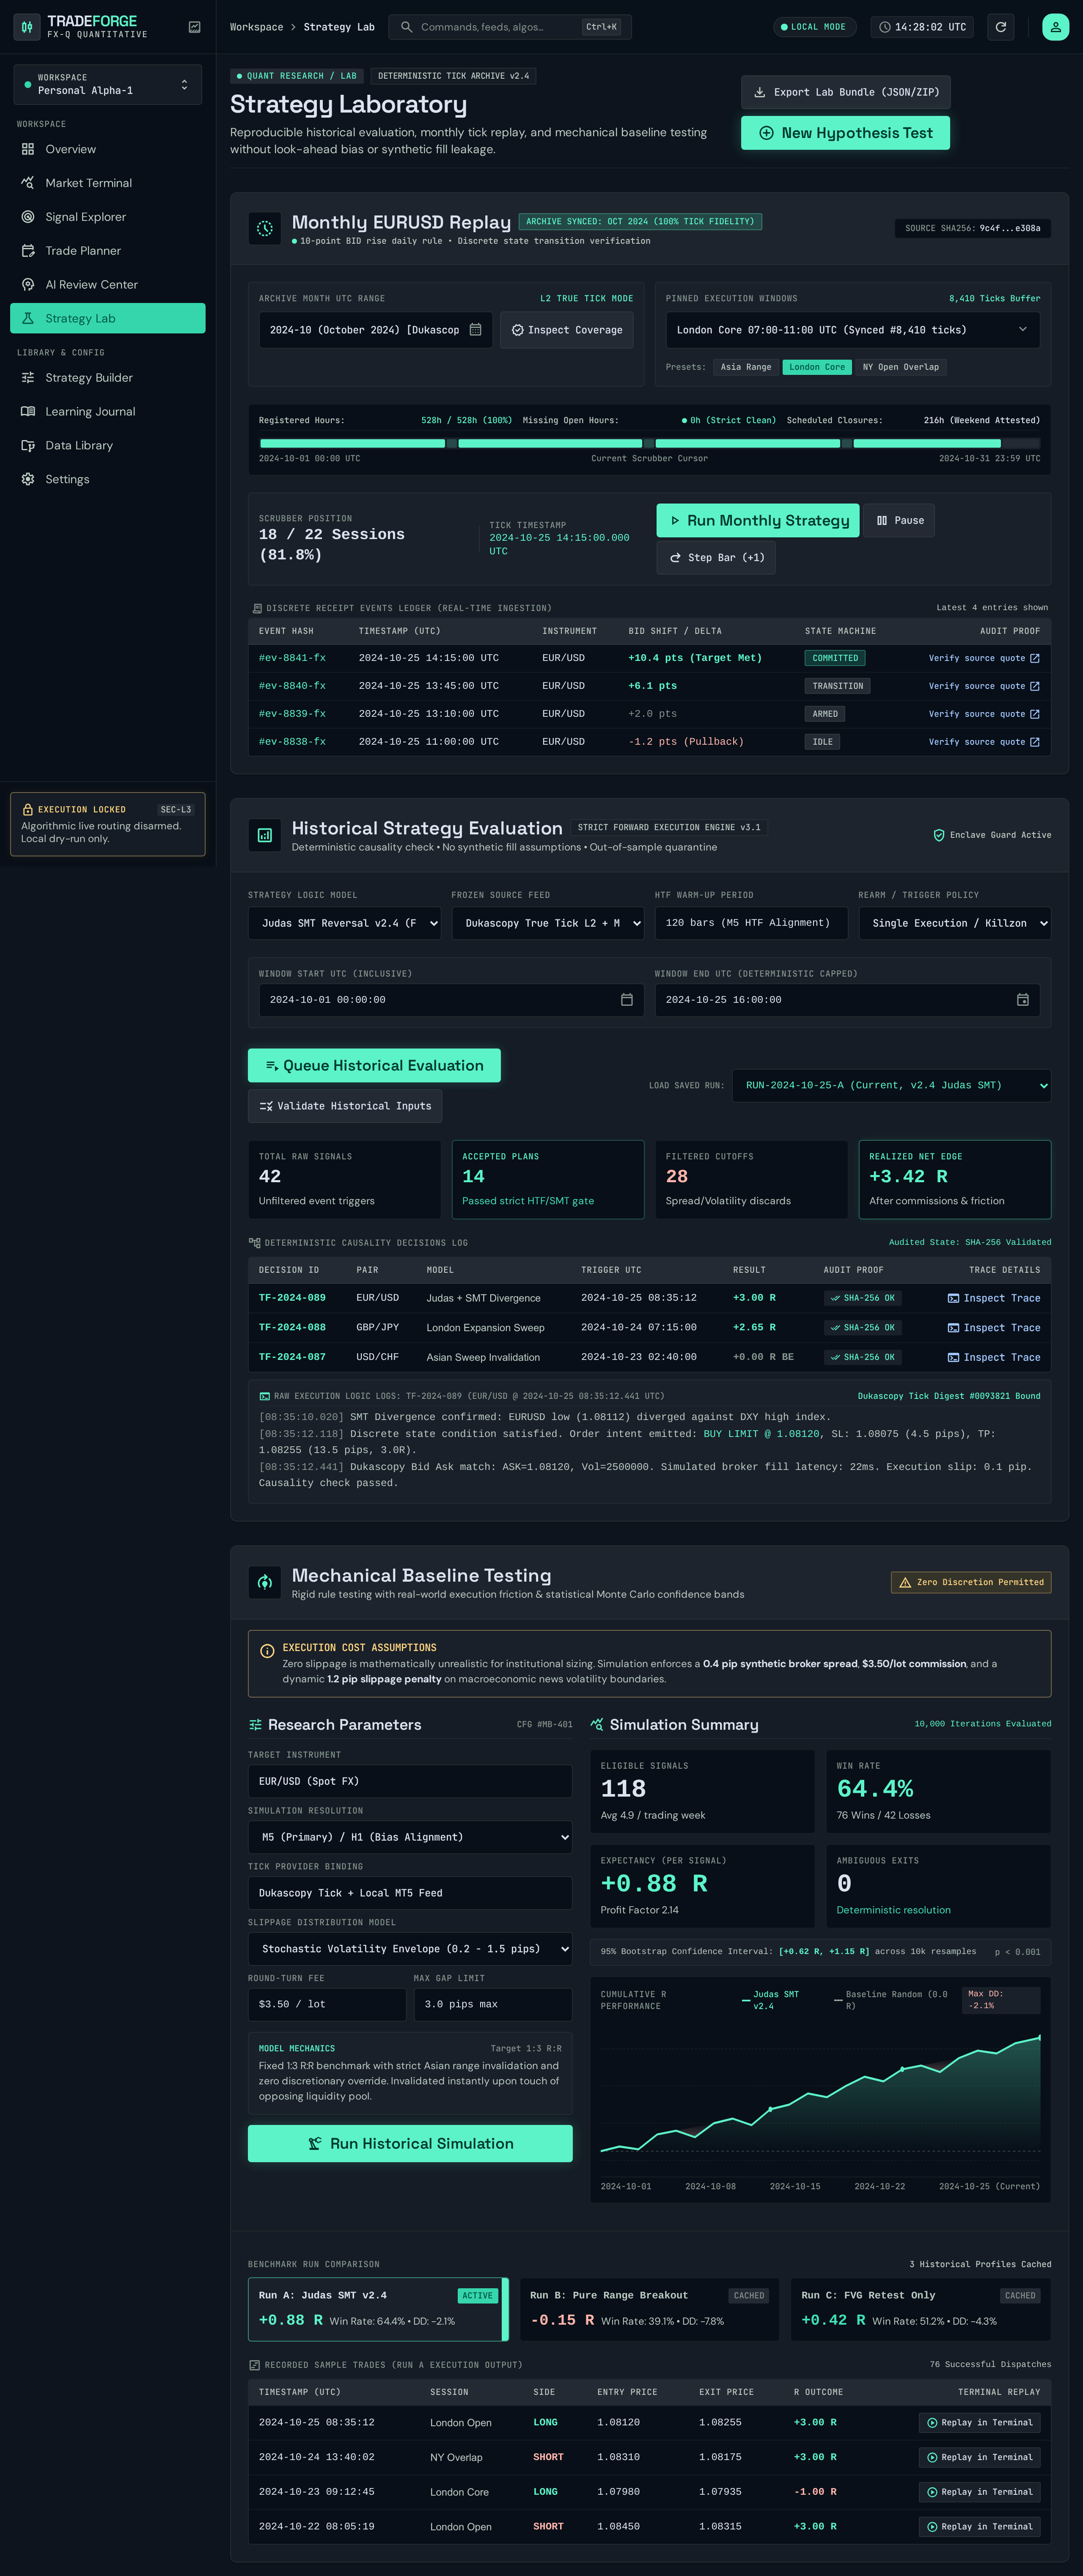 TRADEFORGE
FX-Q QUANTITATIVE
Workspace > Strategy Lab
Commands, feeds, algos...
Ctrl+K
LOCAL MODE
14:28:02 UTC
WORKSPACE
Personal Alpha-1
WORKSPACE
Overview
Market Terminal
Signal Explorer
Trade Planner
AI Review Center
Strategy Lab
LIBRARY & CONFIG
Strategy Builder
Learning Journal
Data Library
Settings
EXECUTION LOCKED SEC-L3
Algorithmic live routing disarmed.
Local dry-run only.
QUANT RESEARCH / LAB
DETERMINISTIC TICK ARCHIVE v2.4
Strategy Laboratory
Reproducible historical evaluation, monthly tick replay, and mechanical baseline testing
without look-ahead bias or synthetic fill leakage.
Export Lab Bundle (JSON/ZIP)
New Hypothesis Test
Monthly EURUSD Replay
ARCHIVE SYNCED: OCT 2024 (100% TICK FIDELITY)
10-point BID rise daily rule • Discrete state transition verification
SOURCE SHA256: 9c4f...e308a
ARCHIVE MONTH UTC RANGE
L2 TRUE TICK MODE
2024-10 (October 2024) [Dukascop
Inspect Coverage
PINNED EXECUTION WINDOWS
8,410 Ticks Buffer
London Core 07:00-11:00 UTC (Synced #8,410 ticks)
Presets: Asia Range London Core NY Open Overlap
Registered Hours: 528h / 528h (100%) Missing Open Hours: 0h (Strict Clean) Scheduled Closures: 216h (Weekend Attested)
2024-10-01 00:00 UTC Current Scrubber Cursor 2024-10-31 23:59 UTC
SCRUBBER POSITION
18 / 22 Sessions
(81.8%)
TICK TIMESTAMP
2024-10-25 14:15:00.000
UTC
Run Monthly Strategy
Pause
Step Bar (+1)
DISCRETE RECEIPT EVENTS LEDGER (REAL-TIME INGESTION)
Latest 4 entries shown
EVENT HASH TIMESTAMP (UTC) INSTRUMENT BID SHIFT / DELTA STATE MACHINE AUDIT PROOF
#ev-8841-fx 2024-10-25 14:15:00 UTC EUR/USD +10.4 pts (Target Met) COMMITTED Verify source quote
#ev-8840-fx 2024-10-25 13:45:00 UTC EUR/USD +6.1 pts TRANSITION Verify source quote
#ev-8839-fx 2024-10-25 13:10:00 UTC EUR/USD +2.0 pts ARMED Verify source quote
#ev-8838-fx 2024-10-25 11:00:00 UTC EUR/USD -1.2 pts (Pullback) IDLE Verify source quote
Historical Strategy Evaluation
STRICT FORWARD EXECUTION ENGINE v3.1
Deterministic causality check • No synthetic fill assumptions • Out-of-sample quarantine
Enclave Guard Active
STRATEGY LOGIC MODEL
Judas SMT Reversal v2.4 (F
FROZEN SOURCE FEED
Dukascopy True Tick L2 + M
HTF WARM-UP PERIOD
120 bars (M5 HTF Alignment)
REARM / TRIGGER POLICY
Single Execution / Killzon
WINDOW START UTC (INCLUSIVE)
2024-10-01 00:00:00
WINDOW END UTC (DETERMINISTIC CAPPED)
2024-10-25 16:00:00
Queue Historical Evaluation
Validate Historical Inputs
LOAD SAVED RUN:
RUN-2024-10-25-A (Current, v2.4 Judas SMT)
TOTAL RAW SIGNALS
42
Unfiltered event triggers
ACCEPTED PLANS
14
Passed strict HTF/SMT gate
FILTERED CUTOFFS
28
Spread/Volatility discards
REALIZED NET EDGE
+3.42 R
After commissions & friction
DETERMINISTIC CAUSALITY DECISIONS LOG
Audited State: SHA-256 Validated
DECISION ID PAIR MODEL TRIGGER UTC RESULT AUDIT PROOF TRACE DETAILS
TF-2024-089 EUR/USD Judas + SMT Divergence 2024-10-25 08:35:12 +3.00 R SHA-256 OK Inspect Trace
TF-2024-088 GBP/JPY London Expansion Sweep 2024-10-24 07:15:00 +2.65 R SHA-256 OK Inspect Trace
TF-2024-087 USD/CHF Asian Sweep Invalidation 2024-10-23 02:40:00 +0.00 R BE SHA-256 OK Inspect Trace
RAW EXECUTION LOGIC LOGS: TF-2024-089 (EUR/USD @ 2024-10-25 08:35:12.441 UTC)
Dukascopy Tick Digest #0093821 Bound
[08:35:10.020] SMT Divergence confirmed: EURUSD low (1.08112) diverged against DXY high index.
[08:35:12.118] Discrete state condition satisfied. Order intent emitted: BUY LIMIT @ 1.08120, SL: 1.08075 (4.5 pips), TP:
1.08255 (13.5 pips, 3.0R).
[08:35:12.441] Dukascopy Bid Ask match: ASK=1.08120, Vol=2500000. Simulated broker fill latency: 22ms. Execution slip: 0.1 pip.
Causality check passed.
Mechanical Baseline Testing
Rigid rule testing with real-world execution friction & statistical Monte Carlo confidence bands
Zero Discretion Permitted
EXECUTION COST ASSUMPTIONS
Zero slippage is mathematically unrealistic for institutional sizing. Simulation enforces a 0.4 pip synthetic broker spread, $3.50/lot commission, and a
dynamic 1.2 pip slippage penalty on macroeconomic news volatility boundaries.
Research Parameters
CFG #MB-401
TARGET INSTRUMENT
EUR/USD (Spot FX)
SIMULATION RESOLUTION
M5 (Primary) / H1 (Bias Alignment)
TICK PROVIDER BINDING
Dukascopy Tick + Local MT5 Feed
SLIPPAGE DISTRIBUTION MODEL
Stochastic Volatility Envelope (0.2 - 1.5 pips)
ROUND-TURN FEE
$3.50 / lot
MAX GAP LIMIT
3.0 pips max
MODEL MECHANICS
Target 1:3 R:R
Fixed 1:3 R:R benchmark with strict Asian range invalidation and
zero discretionary override. Invalidated instantly upon touch of
opposing liquidity pool.
Run Historical Simulation
Simulation Summary
10,000 Iterations Evaluated
ELIGIBLE SIGNALS
118
Avg 4.9 / trading week
WIN RATE
64.4%
76 Wins / 42 Losses
EXPECTANCY (PER SIGNAL)
+0.88 R
Profit Factor 2.14
AMBIGUOUS EXITS
0
Deterministic resolution
95% Bootstrap Confidence Interval: [+0.62 R, +1.15 R] across 10k resamples
p < 0.001
CUMULATIVE R
PERFORMANCE
Judas SMT
v2.4
Baseline Random (0.0
R)
Max DD:
-2.1%
2024-10-01 2024-10-08 2024-10-15 2024-10-22 2024-10-25 (Current)
BENCHMARK RUN COMPARISON
3 Historical Profiles Cached
Run A: Judas SMT v2.4 ACTIVE
+0.88 R Win Rate: 64.4% • DD: -2.1%
Run B: Pure Range Breakout CACHED
-0.15 R Win Rate: 39.1% • DD: -7.8%
Run C: FVG Retest Only CACHED
+0.42 R Win Rate: 51.2% • DD: -4.3%
RECORDED SAMPLE TRADES (RUN A EXECUTION OUTPUT)
76 Successful Dispatches
TIMESTAMP (UTC) SESSION SIDE ENTRY PRICE EXIT PRICE R OUTCOME TERMINAL REPLAY
2024-10-25 08:35:12 London Open LONG 1.08120 1.08255 +3.00 R Replay in Terminal
2024-10-24 13:40:02 NY Overlap SHORT 1.08310 1.08175 +3.00 R Replay in Terminal
2024-10-23 09:12:45 London Core LONG 1.07980 1.07935 -1.00 R Replay in Terminal
2024-10-22 08:05:19 London Open SHORT 1.08450 1.08315 +3.00 R Replay in Terminal